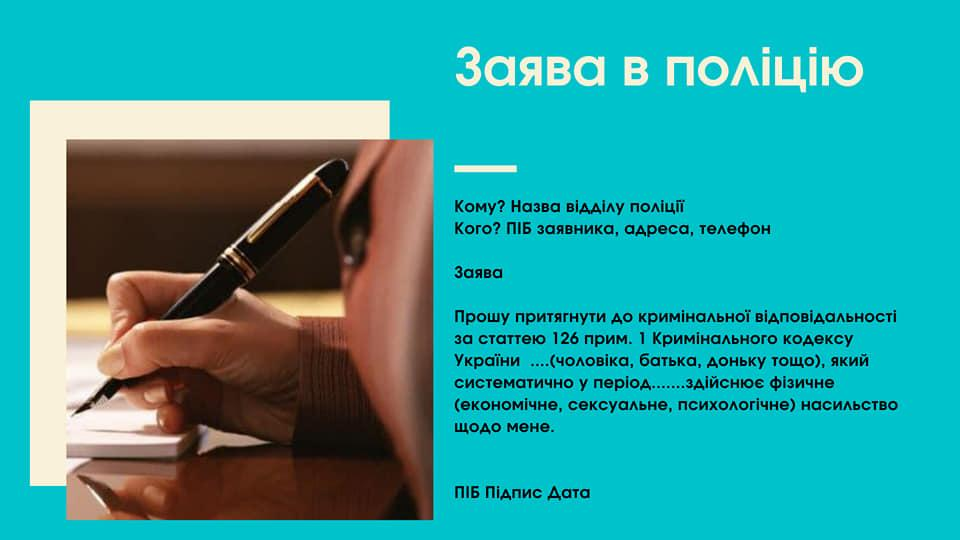 Заява в поліцію
Кому? Назва відділу поліції
Кого? ПІБ заявника, адреса, телефон
Заява
Прошу притягнути до кримінальної відповідальності
за статтею 126 прим. 1 Кримінального кодексу
України ....(чоловіка, батька, доньку тощо), який
систематично у період.......здійснює фізичне
(економічне, сексуальне, психологічне) насильство
щодо мене.
ПІБ Підпис Дата